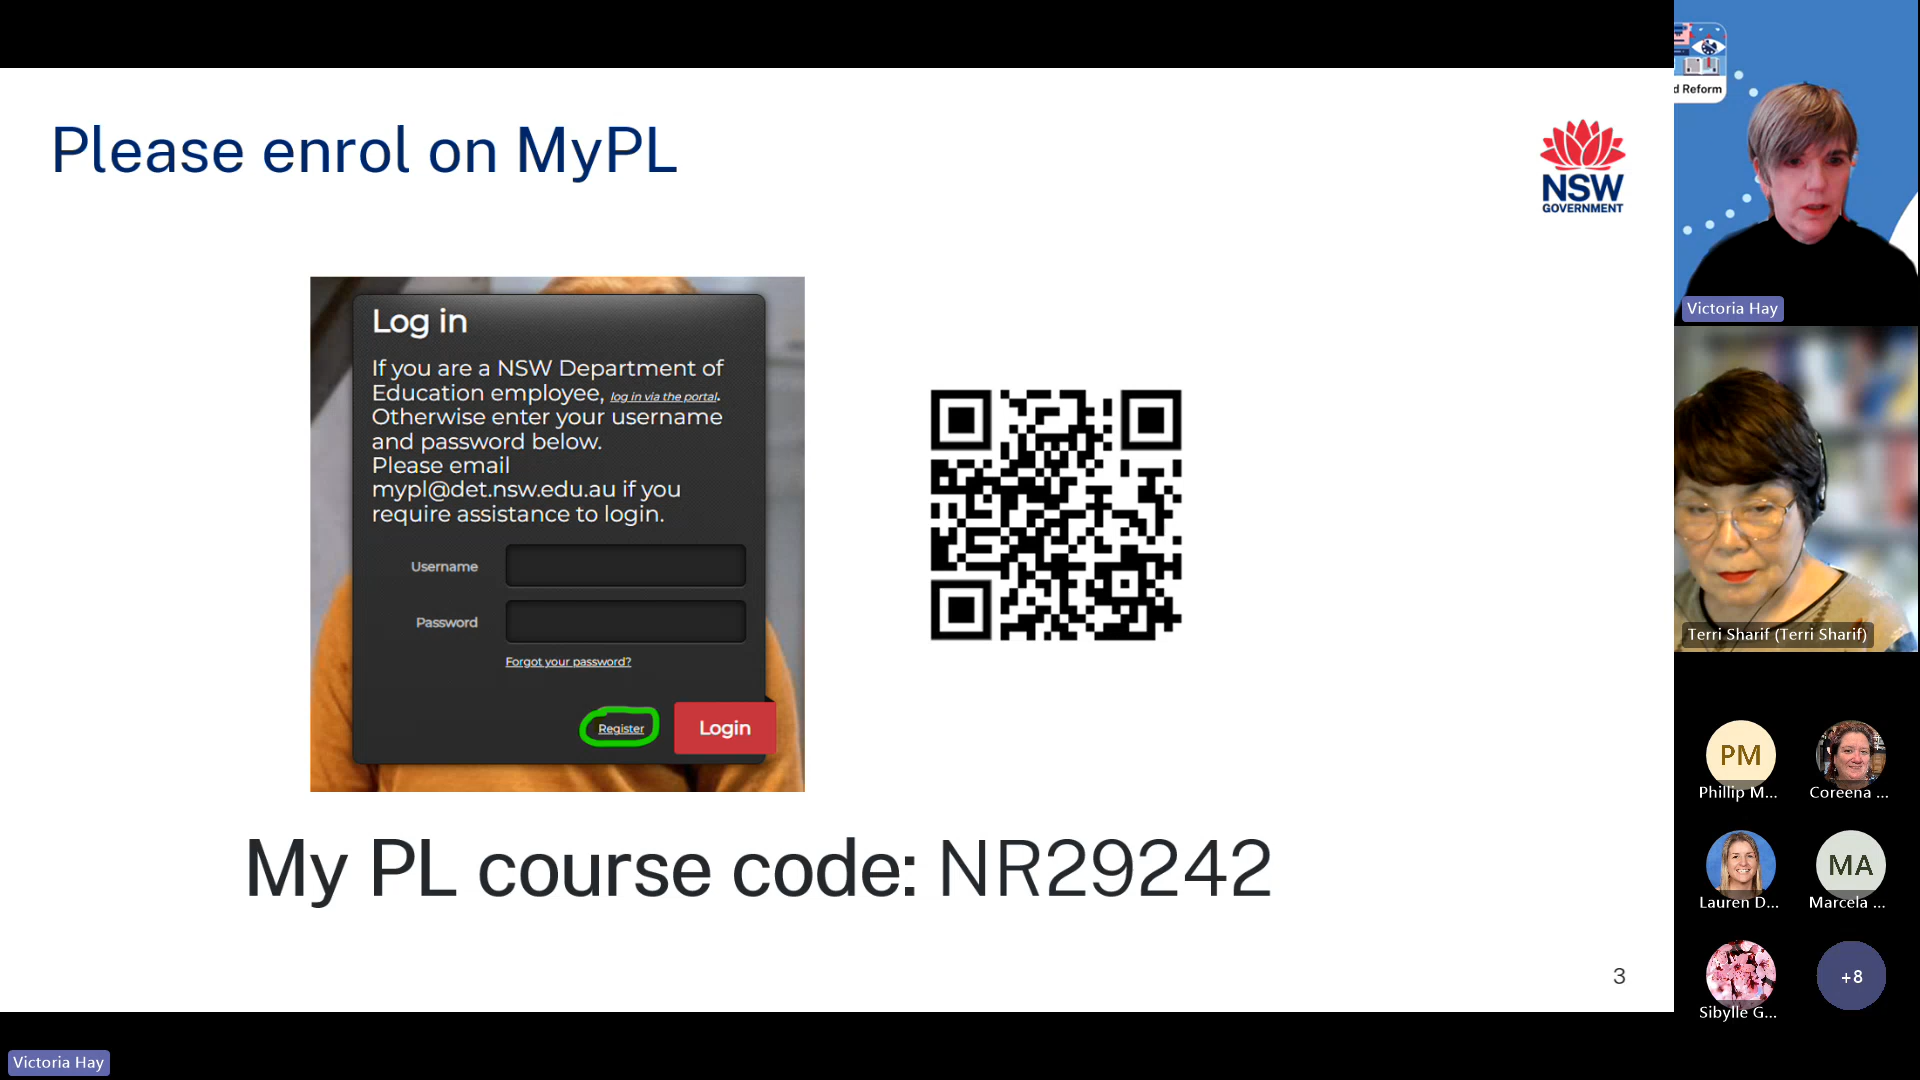 Please enrol on MyPL
NSW
GOVERNMENT
Log in
If you are a NSW Department of
Education employee, log in via the portal.
Otherwise enter your username
and password below.
Please email
mypl@det.nsw.edu.au if you
require assistance to login.
Username
Password
Forgot your password?
Register
Login
My PL course code: NR29242
3
Victoria Hay
d Reform
Victoria Hay
Terri Sharif (Terri Sharif)
PM
Phillip M...
Coreena ...
Lauren D...
MA
Marcela ...
Sibylle G...
+8